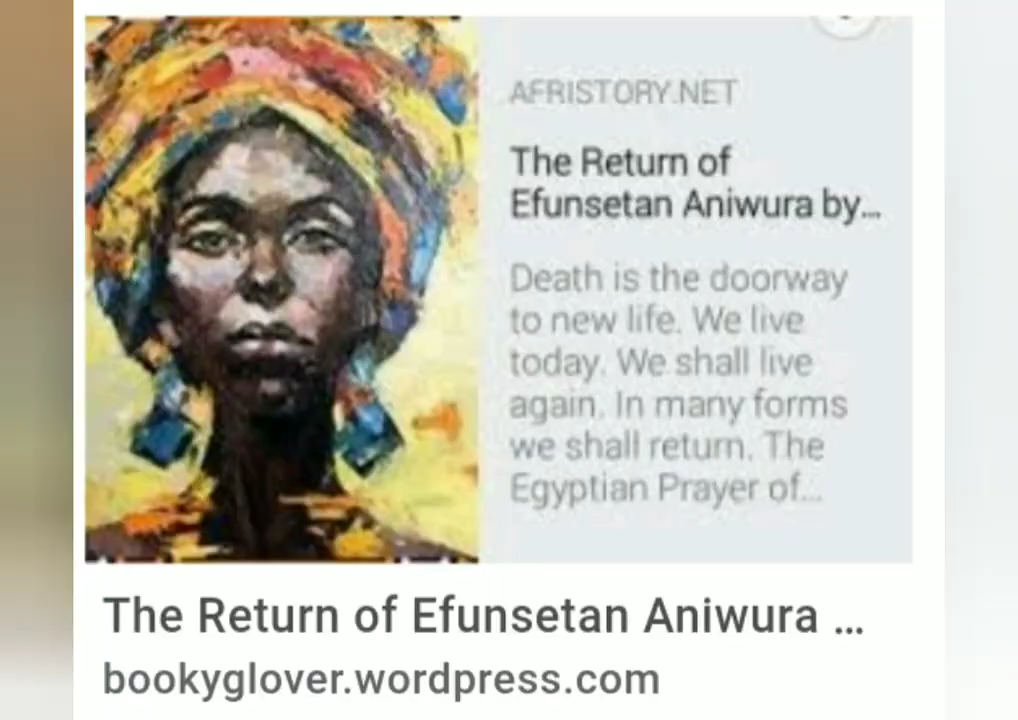 AFRISTORY.NET
The Return of
Efunsetan Aniwura by...
Death is the doorway
to new life. We live
today. We shall live
again. In many forms
we shall return. The
Egyptian Prayer of...
The Return of Efunsetan Aniwura ...
bookyglover.wordpress.com